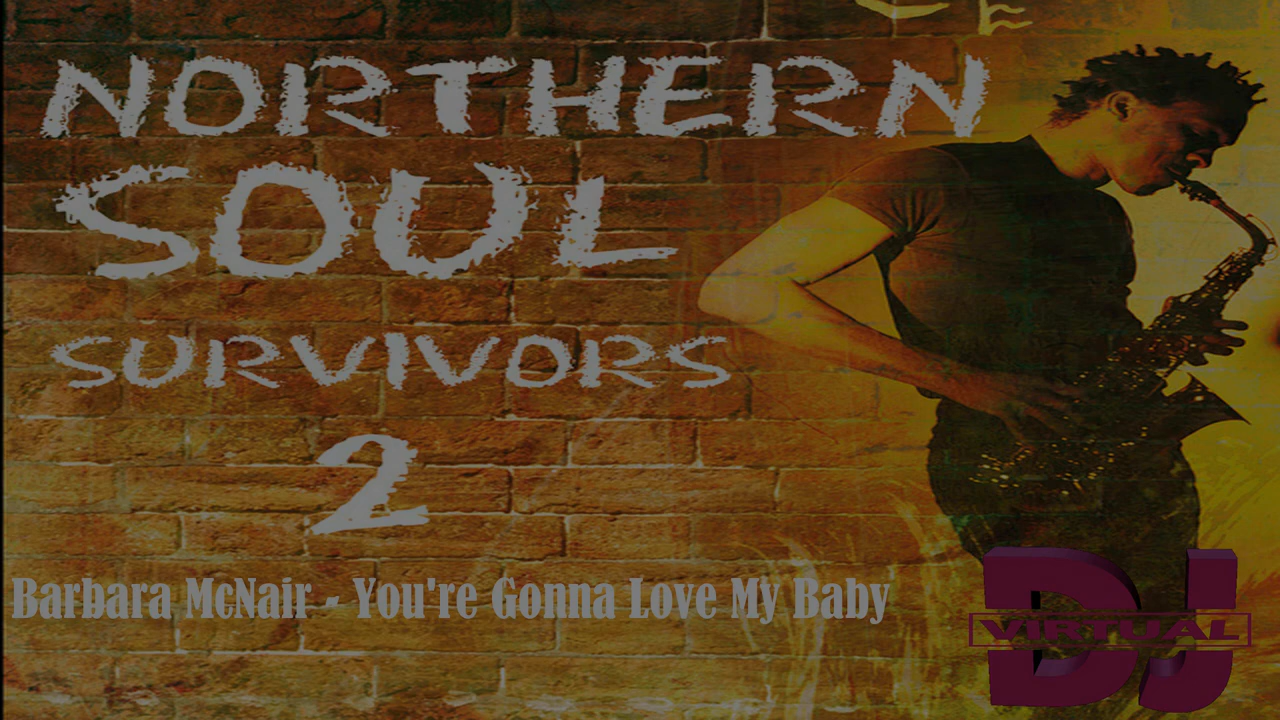 NORTHERN
SOUL
SURVIVORS
2
Barbara McNair - You're Gonna Love My Baby
DJ
VIRTUAL